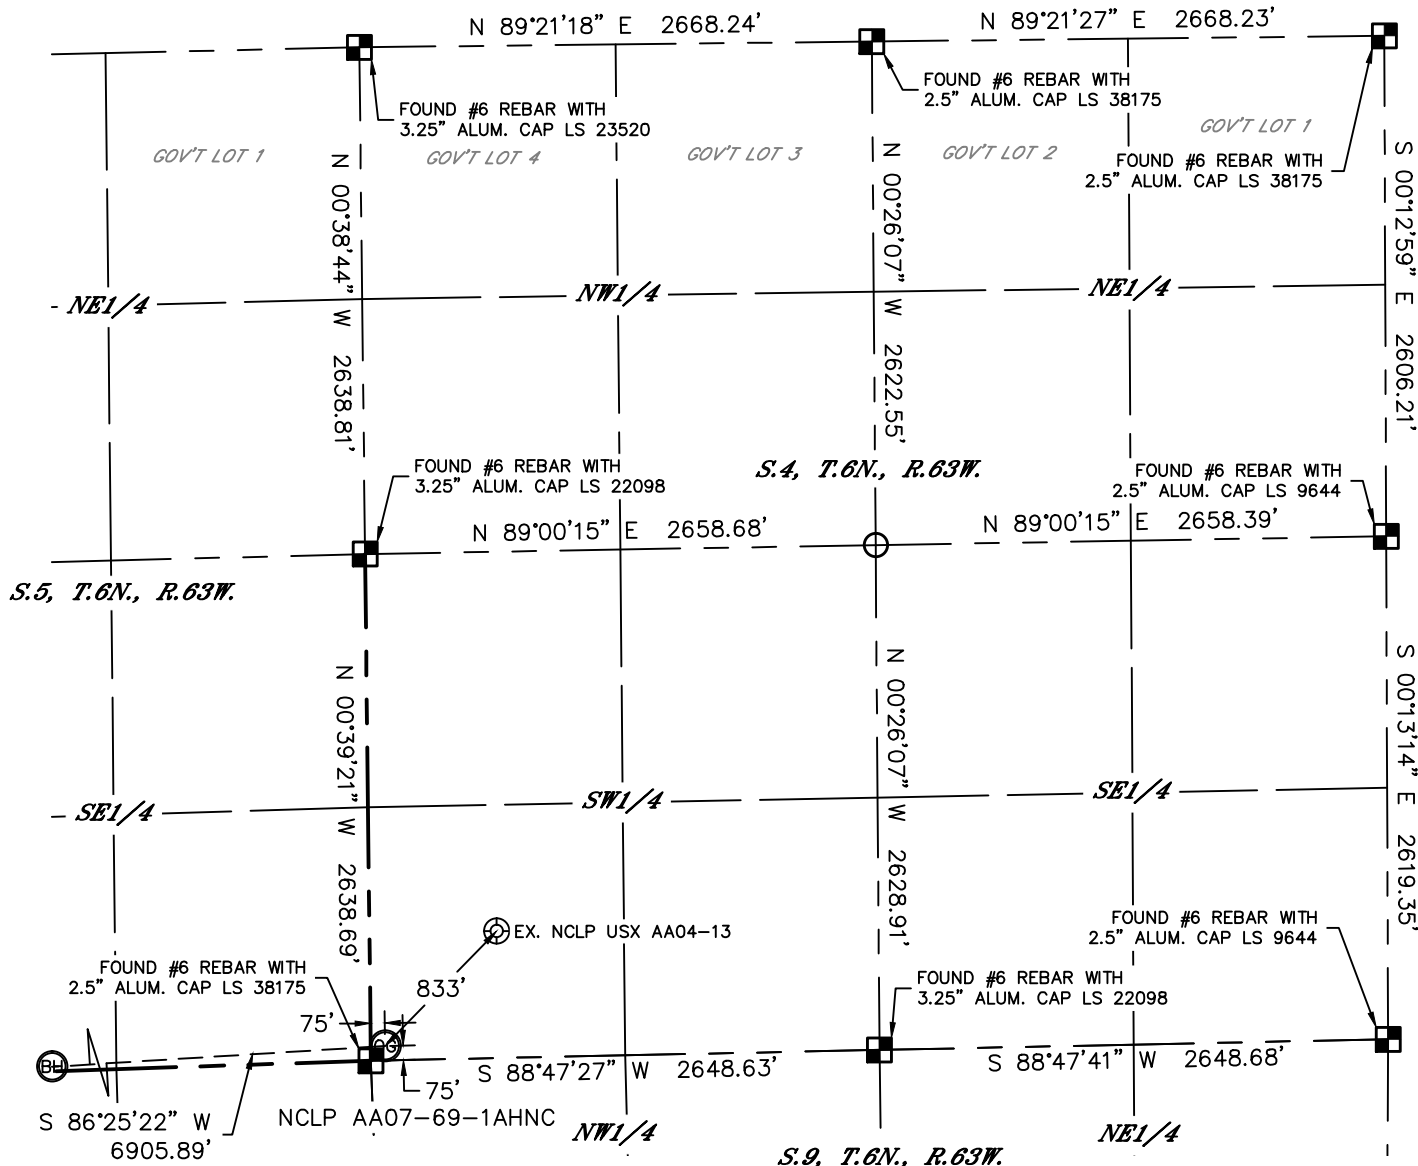 N 89°21'18" E 2668.24'
N 89°21'27" E 2668.23'
FOUND #6 REBAR WITH
3.25" ALUM. CAP LS 23520
FOUND #6 REBAR WITH
2.5" ALUM. CAP LS 38175
FOUND #6 REBAR WITH
2.5" ALUM. CAP LS 38175
GOV'T LOT 1
GOV'T LOT 4
GOV'T LOT 3
GOV'T LOT 2
GOV'T LOT 1
N 00°38'44" W 2638.81'
N 00°26'07" W 2622.55'
S 00°12'59" E 2606.21'
NE1/4
NW1/4
NE1/4
FOUND #6 REBAR WITH
3.25" ALUM. CAP LS 22098
S.4, T.6N., R.63W.
FOUND #6 REBAR WITH
2.5" ALUM. CAP LS 9644
N 89°00'15" E 2658.68'
N 89°00'15" E 2658.39'
S.5, T.6N., R.63W.
N 00°39'21" W 2638.69'
N 00°26'07" W 2628.91'
S 00°13'14" E 2619.35'
SE1/4
SW1/4
SE1/4
EX. NCLP USX AA04-13
FOUND #6 REBAR WITH
2.5" ALUM. CAP LS 38175
833'
75'
FOUND #6 REBAR WITH
3.25" ALUM. CAP LS 22098
FOUND #6 REBAR WITH
2.5" ALUM. CAP LS 9644
BH
OG
75'
S 88°47'27" W 2648.63'
S 88°47'41" W 2648.68'
S 86°25'22" W
6905.89'
NCLP AA07-69-1AHNC
NW1/4
NE1/4
S.9, T.6N., R.63W.